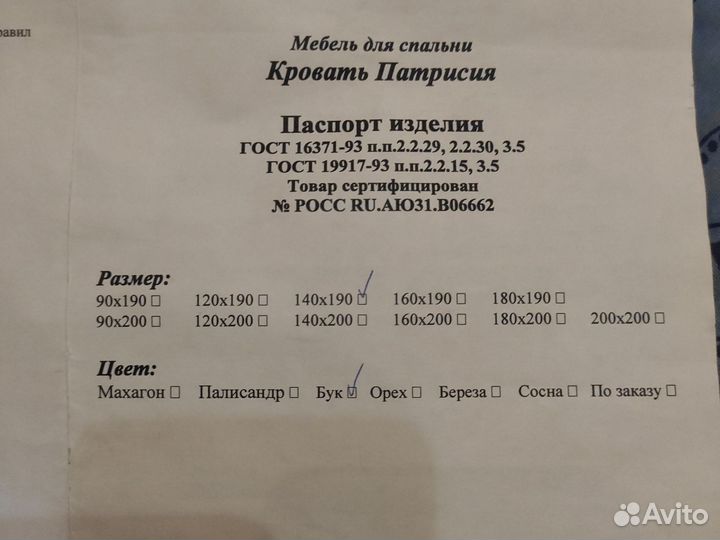 равил
Мебель для спальни
Кровать Патрисия
Паспорт изделия
ГОСТ 16371-93 п.п.2.2.29, 2.2.30, 3.5
ГОСТ 19917-93 п.п.2.2.15, 3.5
Товар сертифицирован
№ РОСС RU.АЮ31.В06662
Размер:
90х190 □ 120х190 □ 140х190 □ 160х190 □ 180х190 □
90х200 □ 120х200 □ 140х200 □ 160х200 □ 180х200 □ 200х200 □
Цвет:
Махагон □ Палисандр □ Бук □ Орех □ Береза □ Сосна □ По заказу □
Avito